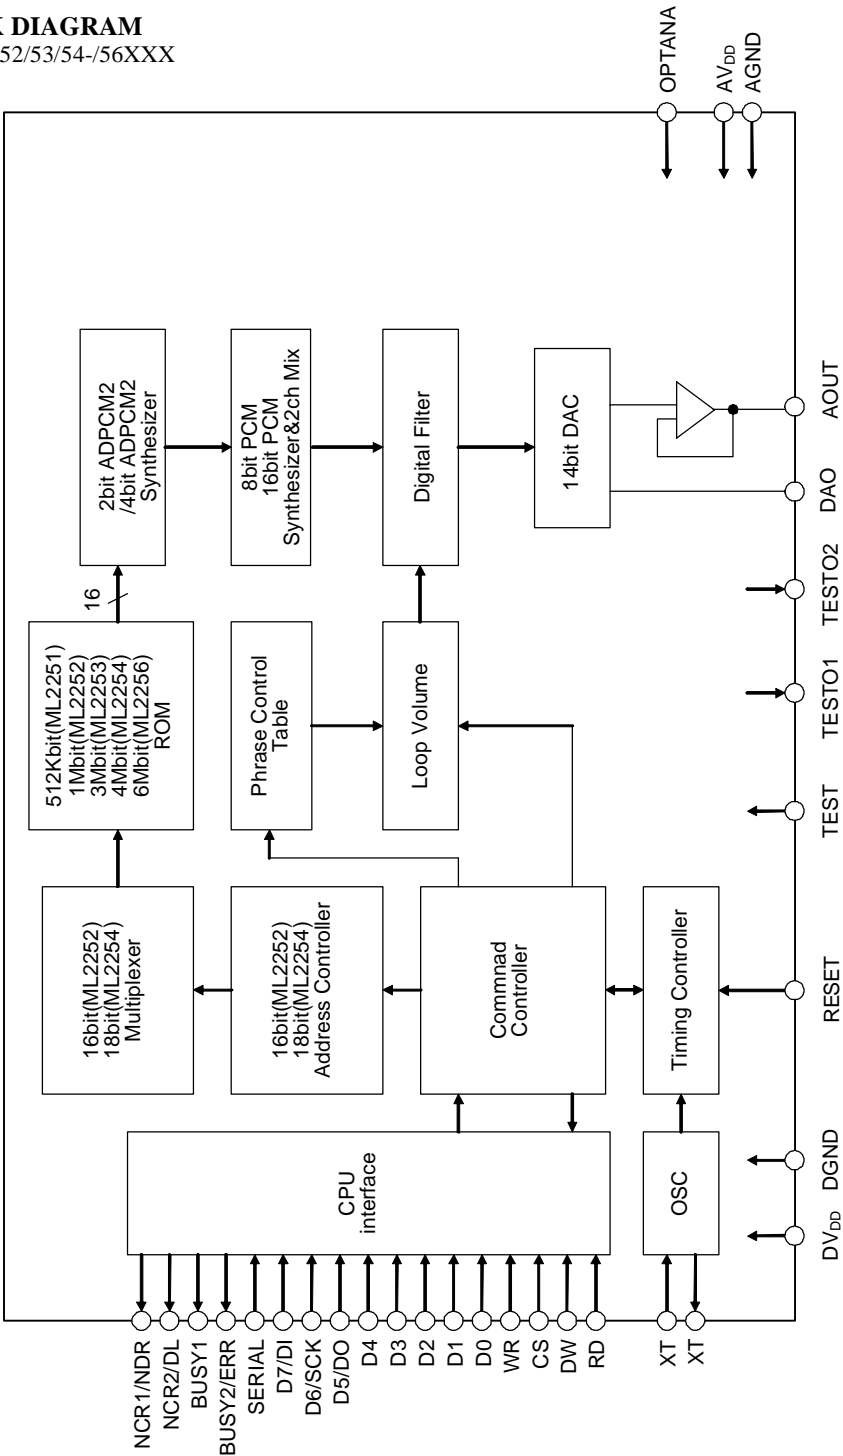 K DIAGRAM
52/53/54-/56XXX
OPTANA
AVDD
AGND
2bit ADPCM2
/4bit ADPCM2
Synthesizer
8bit PCM
16bit PCM
Synthesizer&2ch Mix
Digital Filter
14bit DAC
AOUT
DAO
16
512Kbit(ML2251)
1Mbit(ML2252)
3Mbit(ML2253)
4Mbit(ML2254)
6Mbit(ML2256)
ROM
Phrase Control
Table
Loop Volume
TESTO2
TESTO1
TEST
16bit(ML2252)
18bit(ML2254)
Multiplexer
16bit(ML2252)
18bit(ML2254)
Address Controller
Commnad
Controller
Timing Controller
RESET
CPU
interface
OSC
DGND
DVDD
NCR1/NDR
NCR2/DL
BUSY1
BUSY2/ERR
SERIAL
D7/DI
D6/SCK
D5/DO
D4
D3
D2
D1
D0
WR
CS
DW
RD
XT
XT